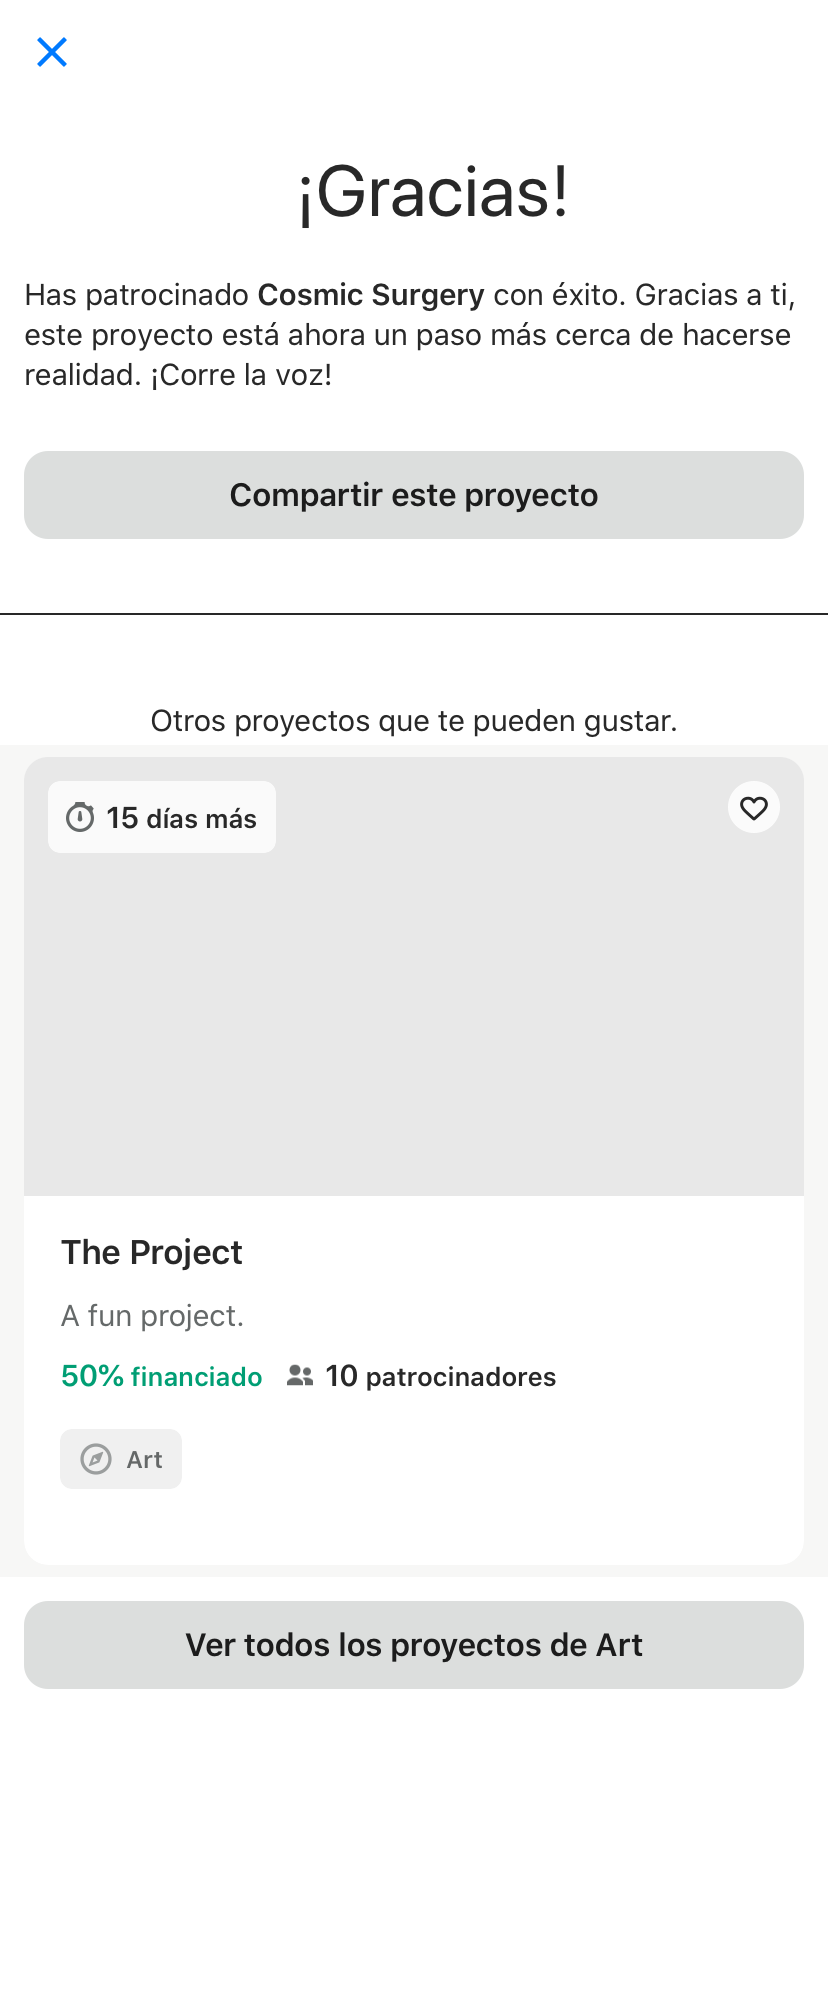 ¡Gracias!
Has patrocinado Cosmic Surgery con éxito. Gracias a ti,
este proyecto está ahora un paso más cerca de hacerse
realidad. ¡Corre la voz!
Compartir este proyecto
Otros proyectos que te pueden gustar.
15 días más
The Project
A fun project.
50% financiado 10 patrocinadores
Art
Ver todos los proyectos de Art